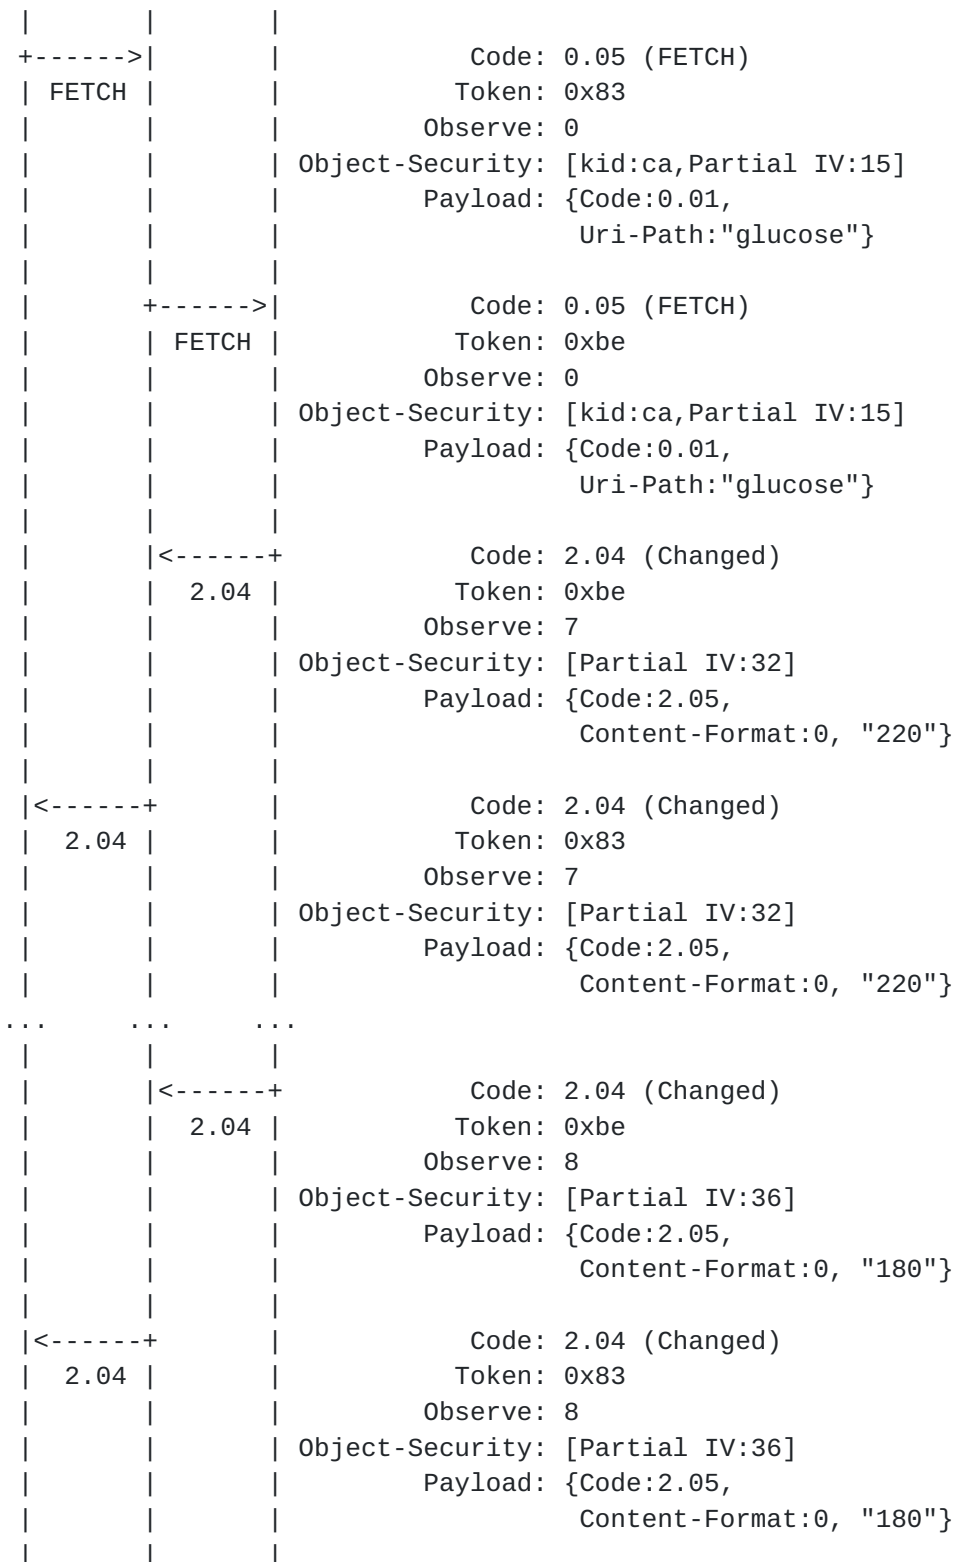 |       |       |
+------>|       |            Code: 0.05 (FETCH)
| FETCH |       |           Token: 0x83
|       |       |         Observe: 0
|       |       | Object-Security: [kid:ca,Partial IV:15]
|       |       |         Payload: {Code:0.01,
|       |       |                   Uri-Path:"glucose"}
|       |       |
|       +------>|            Code: 0.05 (FETCH)
|       | FETCH |           Token: 0xbe
|       |       |         Observe: 0
|       |       | Object-Security: [kid:ca,Partial IV:15]
|       |       |         Payload: {Code:0.01,
|       |       |                   Uri-Path:"glucose"}
|       |       |
|       |<------+            Code: 2.04 (Changed)
|       |  2.04 |           Token: 0xbe
|       |       |         Observe: 7
|       |       | Object-Security: [Partial IV:32]
|       |       |         Payload: {Code:2.05,
|       |       |                   Content-Format:0, "220"}
|       |       |
|<------+       |            Code: 2.04 (Changed)
|  2.04 |       |           Token: 0x83
|       |       |         Observe: 7
|       |       | Object-Security: [Partial IV:32]
|       |       |         Payload: {Code:2.05,
|       |       |                   Content-Format:0, "220"}
...     ...     ...
|       |       |
|       |<------+            Code: 2.04 (Changed)
|       |  2.04 |           Token: 0xbe
|       |       |         Observe: 8
|       |       | Object-Security: [Partial IV:36]
|       |       |         Payload: {Code:2.05,
|       |       |                   Content-Format:0, "180"}
|       |       |
|<------+       |            Code: 2.04 (Changed)
|  2.04 |       |           Token: 0x83
|       |       |         Observe: 8
|       |       | Object-Security: [Partial IV:36]
|       |       |         Payload: {Code:2.05,
|       |       |                   Content-Format:0, "180"}
|       |       |